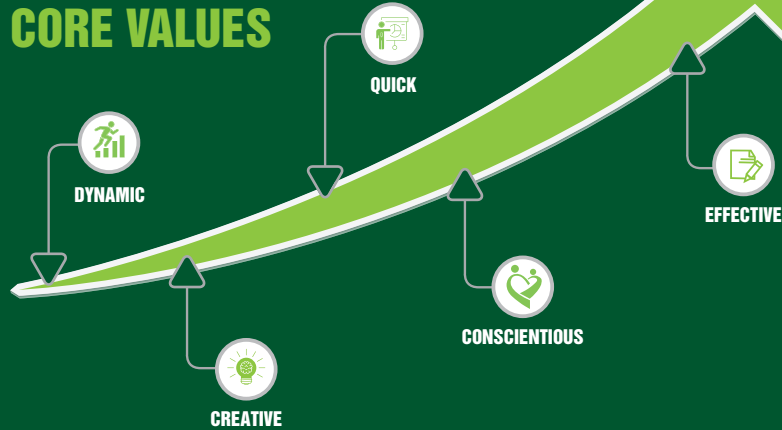 CORE VALUES
QUICK
DYNAMIC
EFFECTIVE
CONSCIENTIOUS
CREATIVE